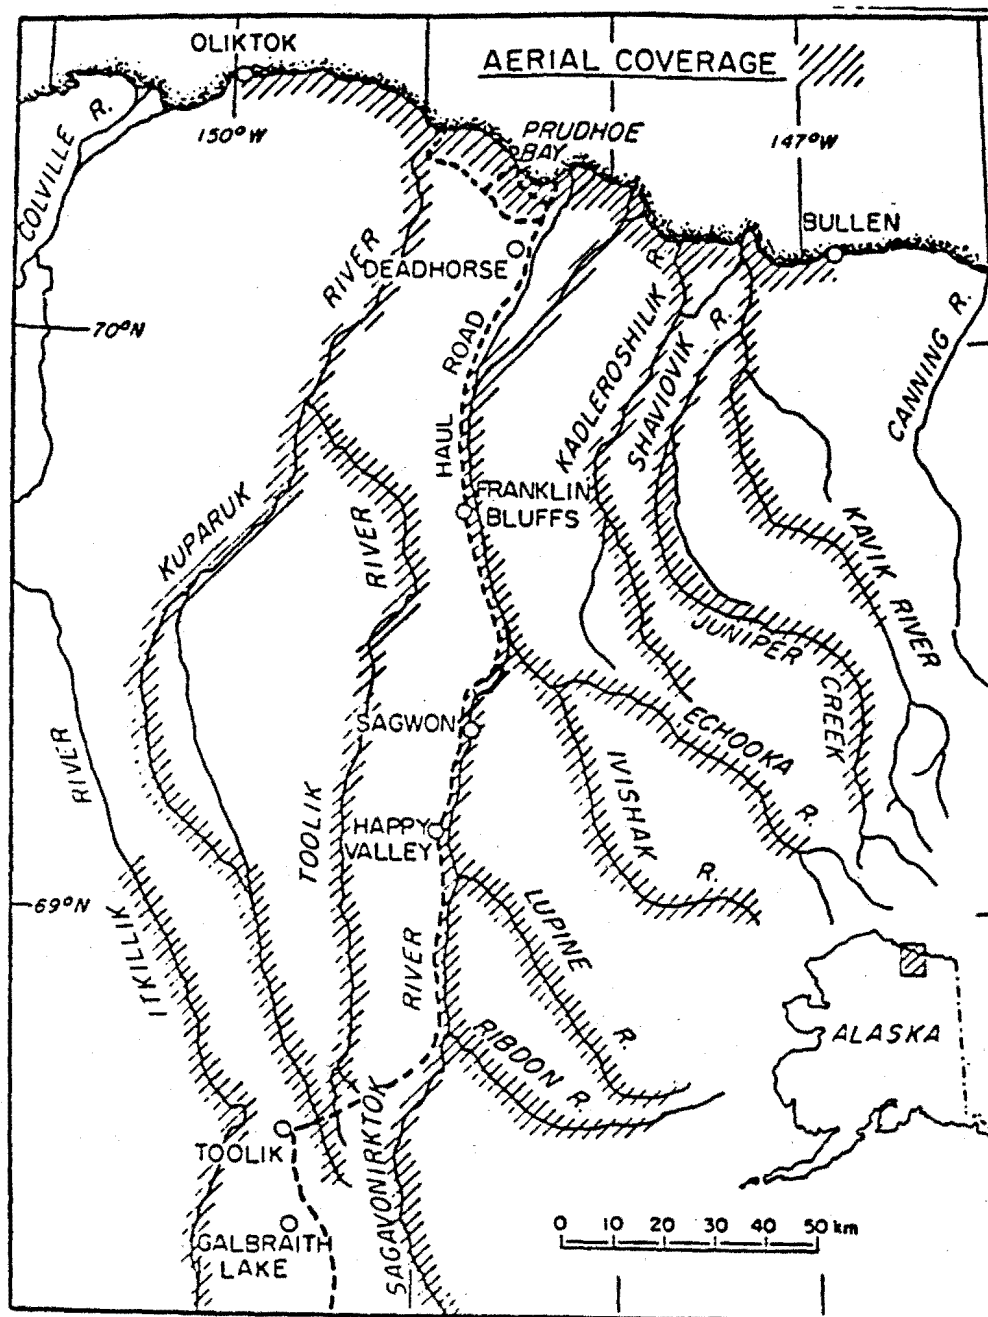 OLIKTOK
AERIAL COVERAGE
150°W
PRUDHOE
BAY
147°W
COLVILLE R.
BULLEN
RIVER
DEADHORSE
70°N
ROAD
HAUL
KADLEROSHILIK R.
SHAVIOVIK R.
CANNING R.
FRANKLIN
BLUFFS
KUPARUK
RIVER
KAVIK RIVER
JUNIPER
CREEK
SAGWON
ECHOOKA
R.
RIVER
IVISHAK
R.
HAPPY
VALLEY
TOOLIK
69°N
LUPINE
R.
ITKILLIK
RIVER
RIBDON R.
ALASKA
SAGAVONIRKTOK
TOOLIK
GALBRAITH
LAKE
0 10 20 30 40 50 km